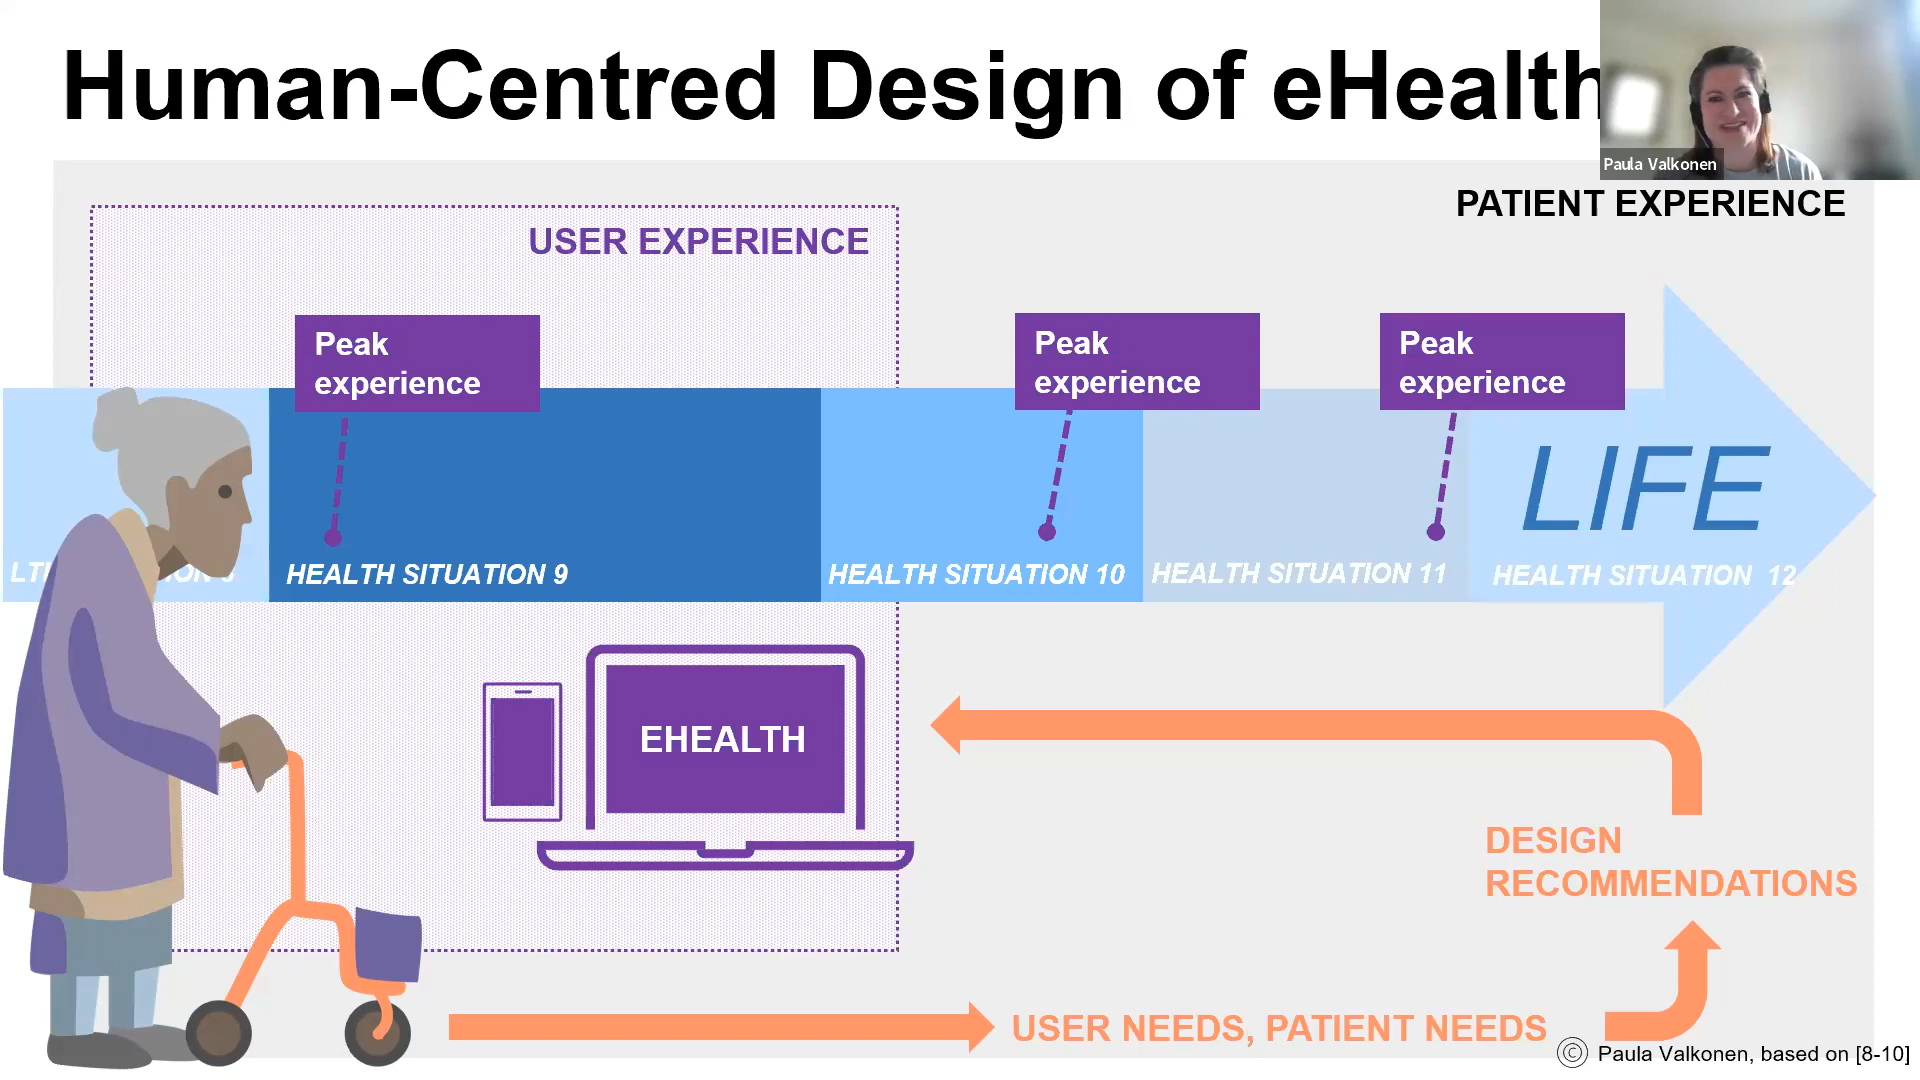 Human-Centred Design of eHealth
Paula Valkonen
PATIENT EXPERIENCE
USER EXPERIENCE
Peak
experience
Peak
experience
Peak
experience
LIFE
HEALTH SITUATION 9
HEALTH SITUATION 10
HEALTH SITUATION 11
HEALTH SITUATION 12
EHEALTH
DESIGN
RECOMMENDATIONS
USER NEEDS, PATIENT NEEDS
© Paula Valkonen, based on [8-10]